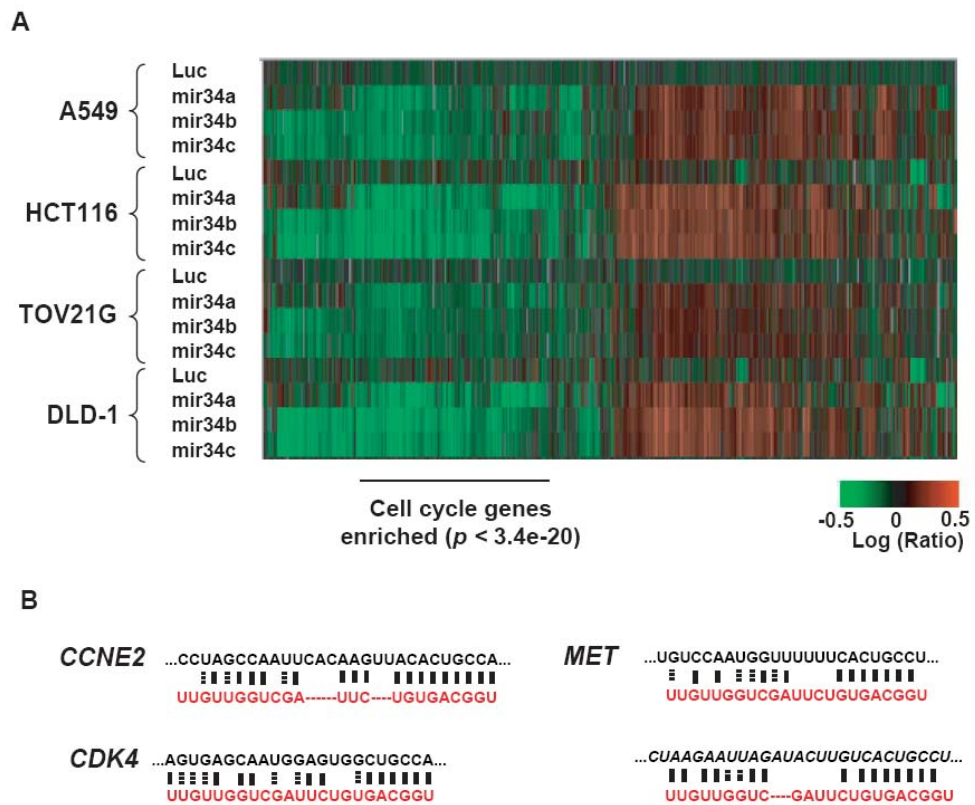 A
A549
Luc
mir34a
mir34b
mir34c
HCT116
Luc
mir34a
mir34b
mir34c
TOV21G
Luc
mir34a
mir34b
mir34c
DLD-1
Luc
mir34a
mir34b
mir34c
Cell cycle genes
enriched (p < 3.4e-20)
-0.5 0 0.5
Log (Ratio)
B
CCNE2 ...CCUAGCCAAUUCACAAGUUACACUGCCA...
UUGUUGGUCGA------UUC----UGUGACGGU
MET ...UGUCCAAUGGUUUUUUCACUGCCU...
UUGUUGGUCGAUUCUGUGACGGU
CDK4 ...AGUGAGCAAUGGAGUGGCUGCCA...
UUGUUGGUCGAUUCUGUGACGGU
...CUAAGAAUUAGAUACUUGUCACUGCCU...
UUGUUGGUC----GAUUCUGUGACGGU